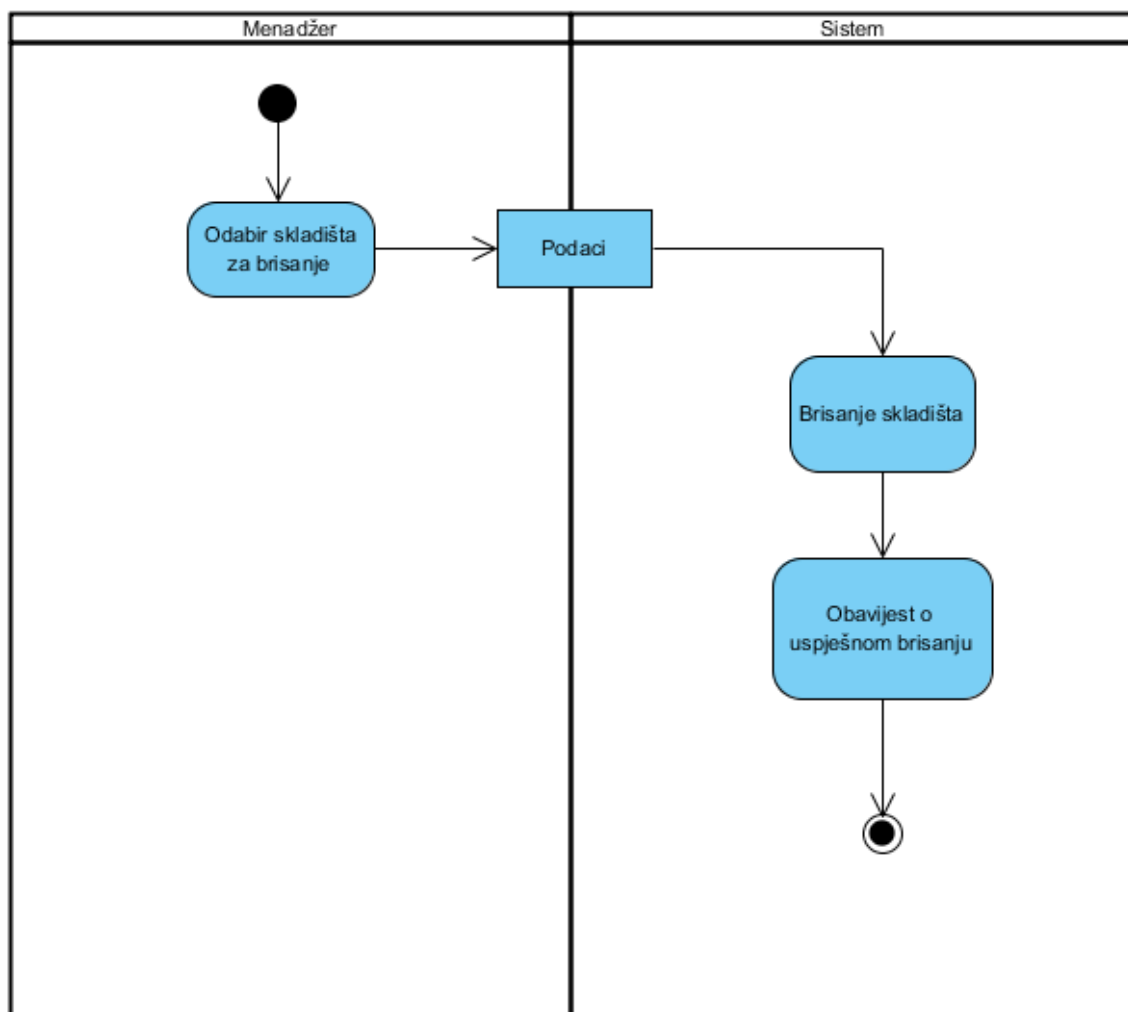 Menadžer
Sistem
Odabir skladišta
za brisanje
Podaci
Brisanje skladišta
Obavijest o
uspješnom brisanju